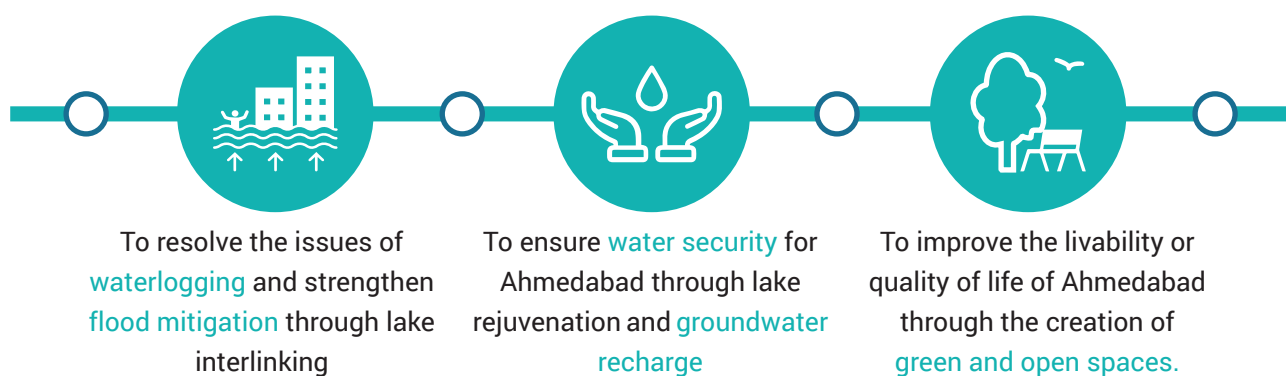 To resolve the issues of
waterlogging and strengthen
flood mitigation through lake
interlinking
To ensure water security for
Ahmedabad through lake
rejuvenation and groundwater
recharge
To improve the livability or
quality of life of Ahmedabad
through the creation of
green and open spaces.